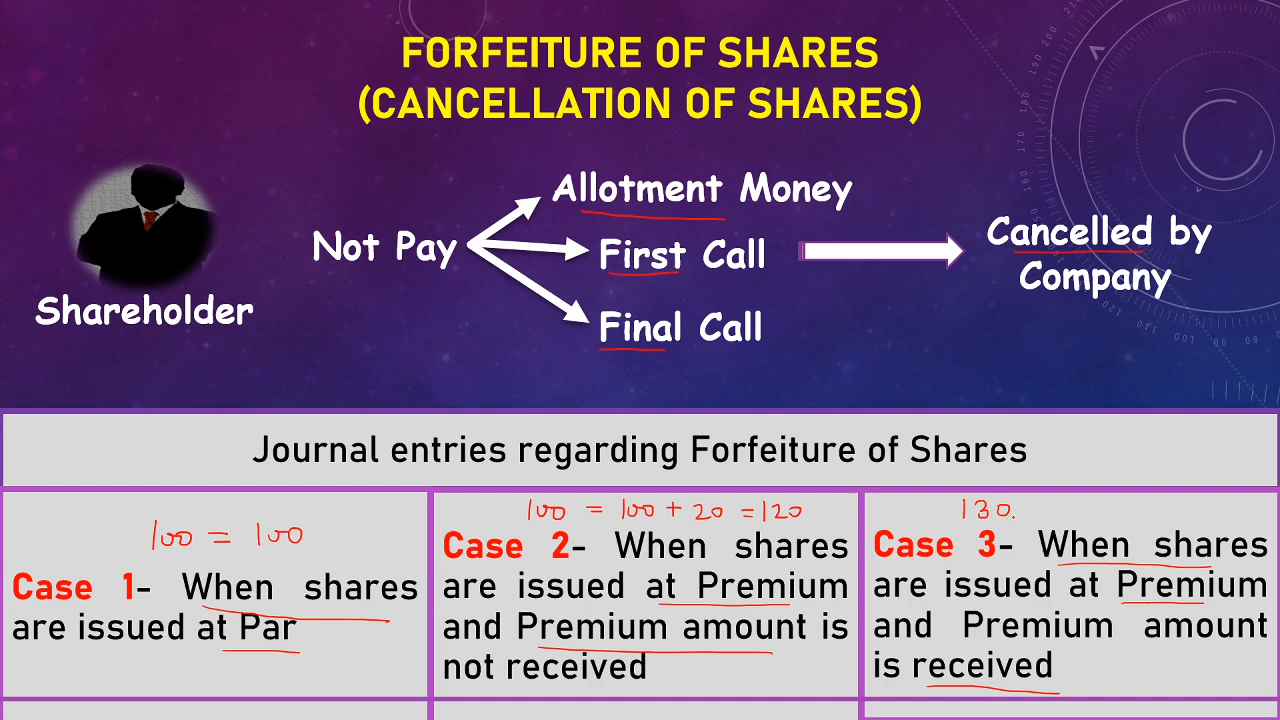 FORFEITURE OF SHARES
(CANCELLATION OF SHARES)
Shareholder
Not Pay
Allotment Money
First Call
Final Call
Cancelled by
Company
Journal entries regarding Forfeiture of Shares
100 = 100
Case 1- When shares
are issued at Par
100 = 100 + 20 = 120
Case 2- When shares
are issued at Premium
and Premium amount is
not received
130.
Case 3- When shares
are issued at Premium
and Premium amount
is received